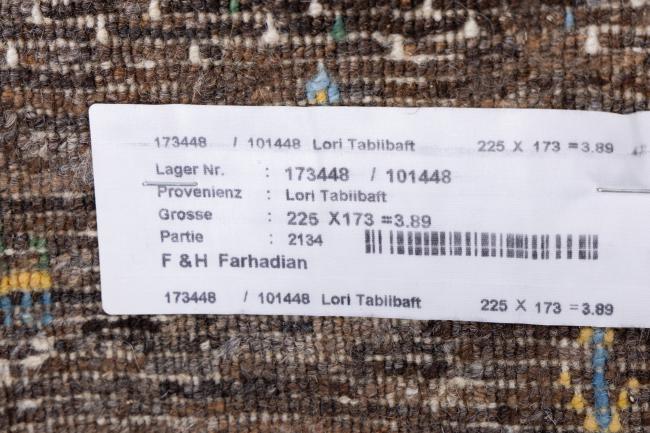 173448 / 101448 Lori Tabiibaft 225 X 173 = 3.89
Lager Nr. : 173448 / 101448
Provenienz : Lori Tabiibaft
Grosse : 225 X173 =3.89
Partie : 2134
F & H Farhadian
173448 / 101448 Lori Tabiibaft 225 X 173 = 3.89